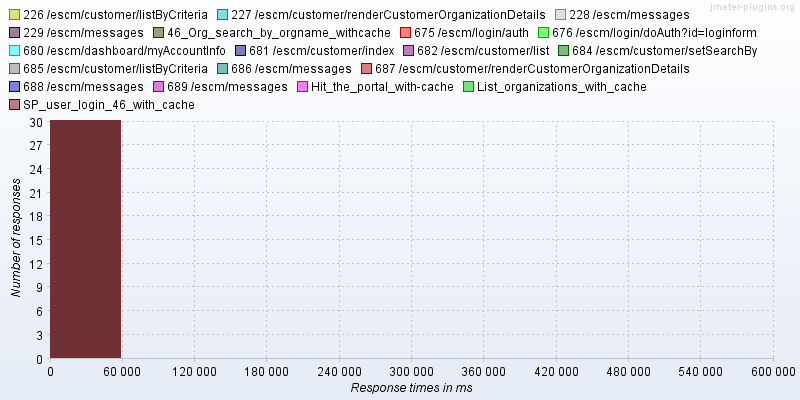 jmeter-plugins.org
226 /escm/customer/listByCriteria 227 /escm/customer/renderCustomerOrganizationDetails 228 /escm/messages
229 /escm/messages 46_Org_search_by_orgname_withcache 675 /escm/login/auth 676 /escm/login/doAuth?id=loginform
680 /escm/dashboard/myAccountInfo 681 /escm/customer/index 682 /escm/customer/list 684 /escm/customer/setSearchBy
685 /escm/customer/listByCriteria 686 /escm/messages 687 /escm/customer/renderCustomerOrganizationDetails
688 /escm/messages 689 /escm/messages Hit_the_portal_with-cache List_organizations_with_cache
SP_user_login_46_with_cache
Number of responses
30
27
24
21
18
15
12
9
6
3
0
0 60 000 120 000 180 000 240 000 300 000 360 000 420 000 480 000 540 000 600 000
Response times in ms